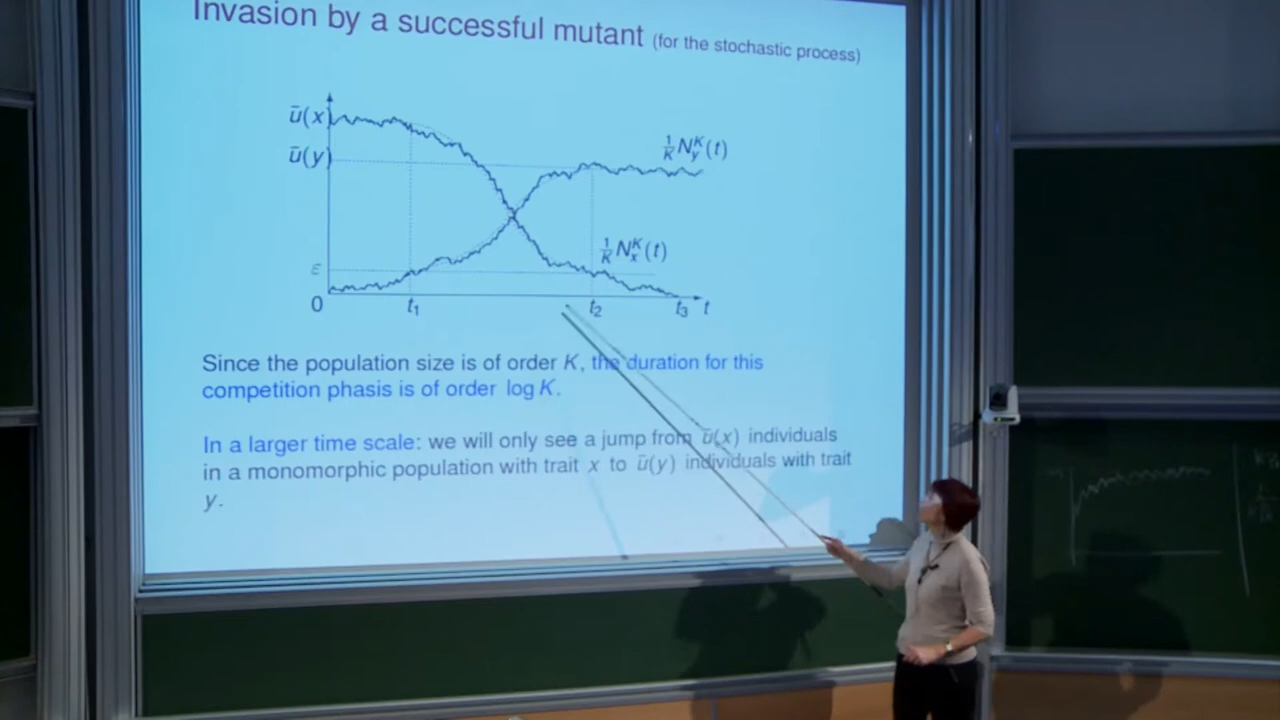 Invasion by a successful mutant (for the stochastic process)
ū(x)
ū(y)
1/K N_y^K(t)
1/K N_x^K(t)
ε
0
t₁
t₂
t₃
t
Since the population size is of order K, the duration for this
competition phasis is of order log K.
In a larger time scale: we will only see a jump from ū(x) individuals
in a monomorphic population with trait x to ū(y) individuals with trait
y.